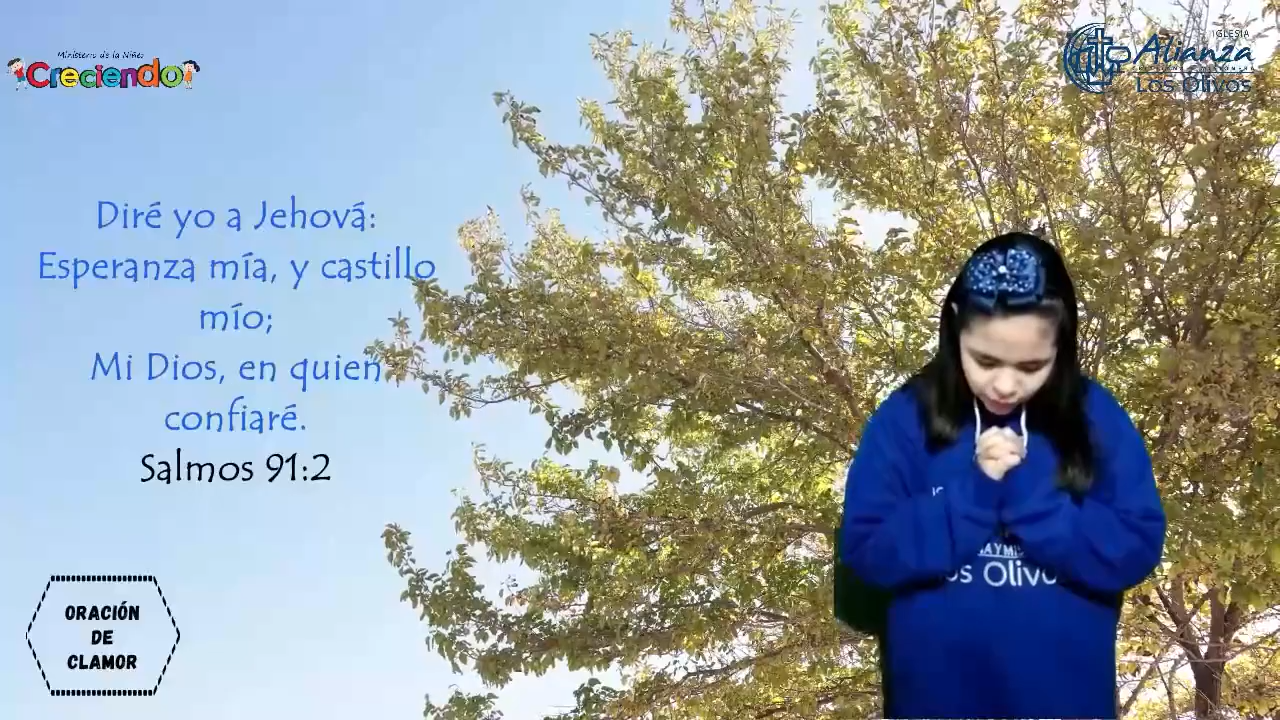 Ministerio de la Niñez
Creciendo
IGLESIA
Alianza
Los Olivos
Diré yo a Jehová:
Esperanza mía, y castillo
mío;
Mi Dios, en quien
confiaré.
Salmos 91:2
ORACIÓN
DE
CLAMOR
os Olivo